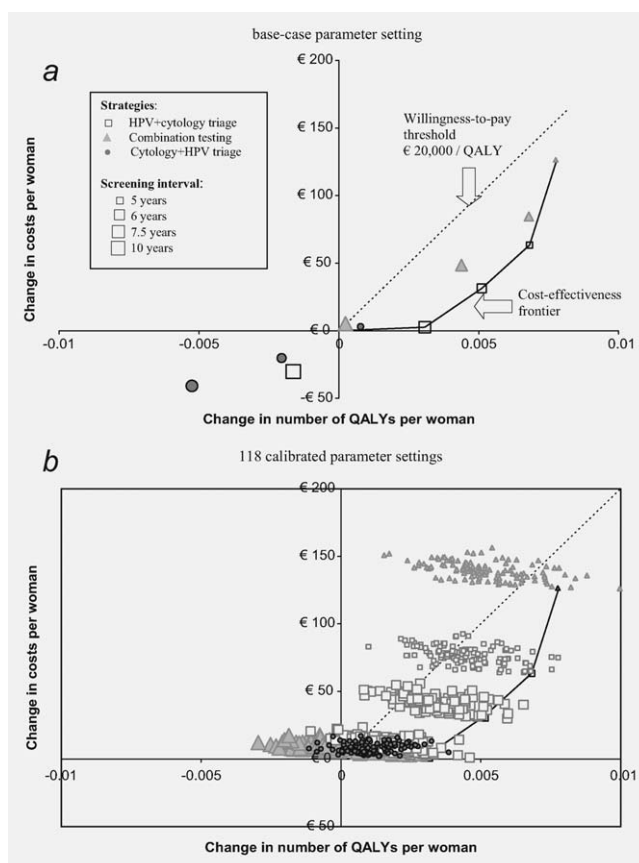 base-case parameter setting
a
€ 200
Strategies:
HPV+cytology triage
Combination testing
Cytology+HPV triage
Screening interval:
5 years
6 years
7.5 years
10 years
€ 150
€ 100
€ 50
€ 0
-€ 50
Willingness-to-pay
threshold
€ 20,000 / QALY
Cost-effectiveness
frontier
Change in costs per woman
-0.01
-0.005
0
0.005
0.01
Change in number of QALYs per woman
118 calibrated parameter settings
b
€ 200
€ 150
€ 100
€ 50
€ 0
€ 50
Change in costs per woman
-0.01
-0.005
0
0.005
0.01
Change in number of QALYs per woman